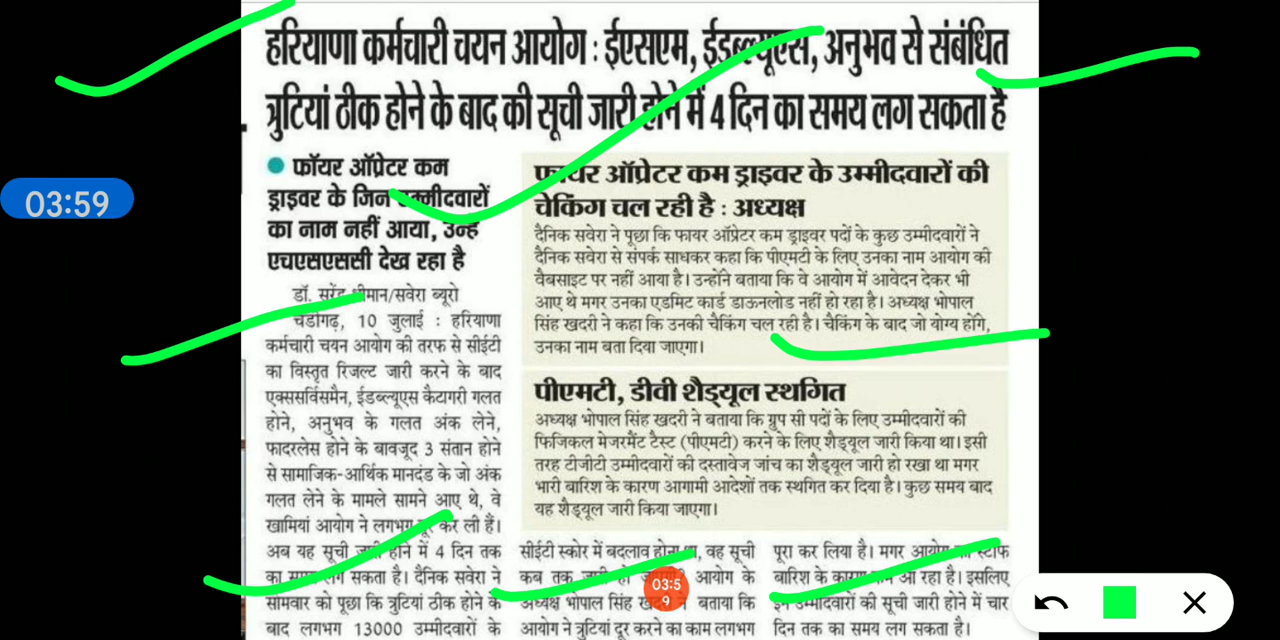 हरियाणा कर्मचारी चयन आयोग : ईएसएम, ईडब्ल्यूएस, अनुभव से संबंधित
त्रुटियां ठीक होने के बाद की सूची जारी होने में 4 दिन का समय लग सकता है
● फॉयर ऑप्रेटर कम
ड्राइवर के जिन उम्मीदवारों
का नाम नहीं आया, उन्हें
एचएसएससी देख रहा है
डॉ. सुरेंद्र धीमान/सवेरा ब्यूरो
चंडीगढ़, 10 जुलाई : हरियाणा
कर्मचारी चयन आयोग की तरफ से सीईटी
का विस्तृत रिजल्ट जारी करने के बाद
एक्ससर्विसमैन, ईडब्ल्यूएस कैटागरी गलत
होने, अनुभव के गलत अंक लेने,
फादरलेस होने के बावजूद 3 संतान होने
से सामाजिक-आर्थिक मानदंड के जो अंक
गलत लेने के मामले सामने आए थे, वे
खामियां आयोग ने लगभग दूर कर ली हैं।
अब यह सूची जारी होने में 4 दिन तक
का समय लग सकता है। दैनिक सवेरा ने
सोमवार को पूछा कि त्रुटियां ठीक होने के
बाद लगभग 13000 उम्मीदवारों के
फायर ऑप्रेटर कम ड्राइवर के उम्मीदवारों की
चेकिंग चल रही है : अध्यक्ष
दैनिक सवेरा ने पूछा कि फायर ऑप्रेटर कम ड्राइवर पदों के कुछ उम्मीदवारों ने
दैनिक सवेरा से संपर्क साधकर कहा कि पीएमटी के लिए उनका नाम आयोग की
वैबसाइट पर नहीं आया है। उन्होंने बताया कि वे आयोग में आवेदन देकर भी
आए थे मगर उनका एडमिट कार्ड डाऊनलोड नहीं हो रहा है। अध्यक्ष भोपाल
सिंह खदरी ने कहा कि उनकी चैकिंग चल रही है। चैकिंग के बाद जो योग्य होंगे,
उनका नाम बता दिया जाएगा।
पीएमटी, डीवी शैड्यूल स्थगित
अध्यक्ष भोपाल सिंह खदरी ने बताया कि ग्रुप सी पदों के लिए उम्मीदवारों की
फिजिकल मेजरमैंट टैस्ट (पीएमटी) करने के लिए शैड्यूल जारी किया था। इसी
तरह टीजीटी उम्मीदवारों की दस्तावेज जांच का शैड्यूल जारी हो रखा था मगर
भारी बारिश के कारण आगामी आदेशों तक स्थगित कर दिया है। कुछ समय बाद
यह शैड्यूल जारी किया जाएगा।
सीईटी स्कोर में बदलाव होना था, वह सूची
कब तक जारी हो आयोग के
अध्यक्ष भोपाल सिंह खदरी ने बताया कि
आयोग ने त्रुटियां दूर करने का काम लगभग
पूरा कर लिया है। मगर आयोग का स्टाफ
बारिश के कारण कम आ रहा है। इसलिए
इन उम्मीदवारों की सूची जारी होने में चार
दिन तक का समय लग सकता है।
03:59
03:5
9